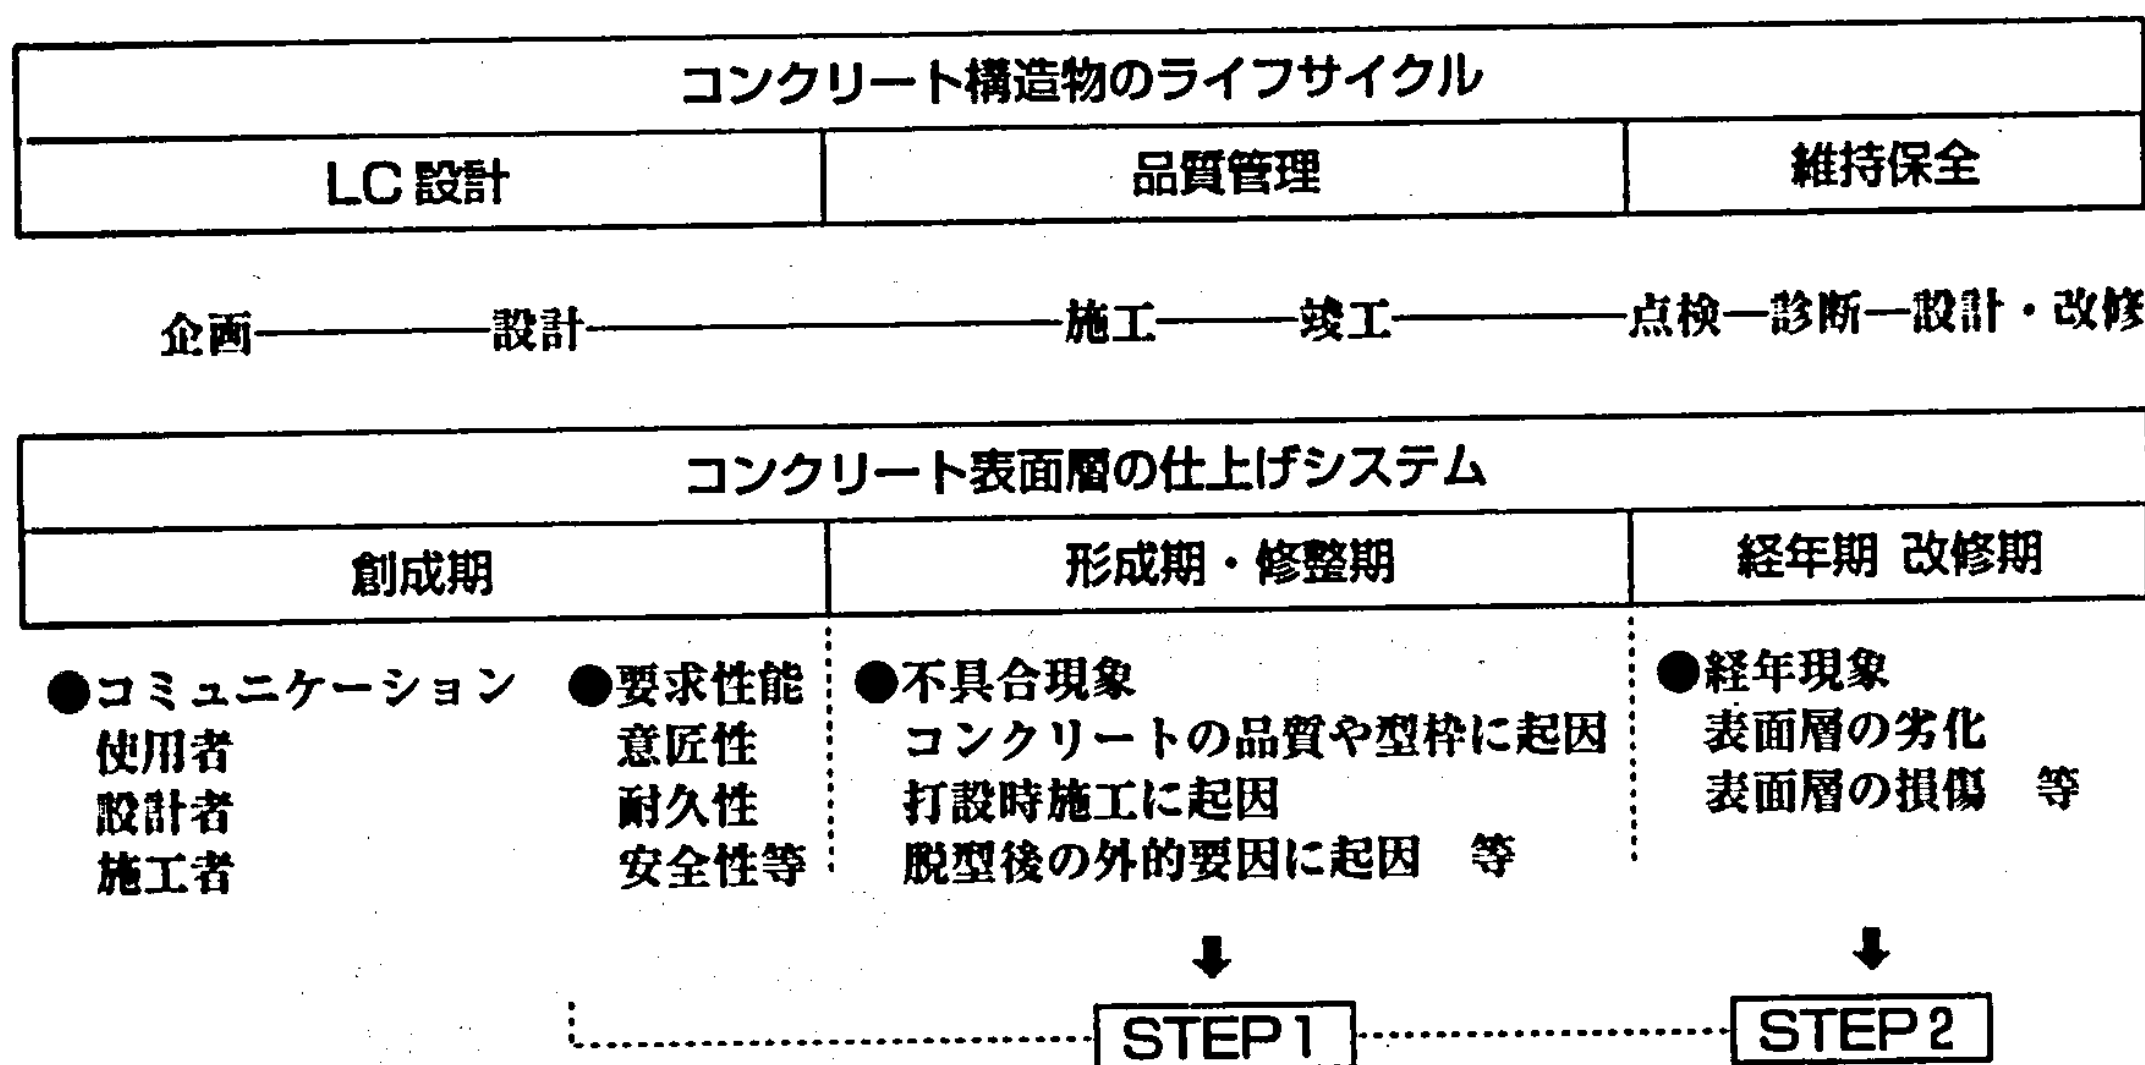 コンクリート構造物のライフサイクル
LC設計 品質管理 維持保全
企画――設計――施工――竣工――点検―診断―設計・改修
コンクリート表面層の仕上げシステム
創成期 形成期・修整期 経年期 改修期
●コミュニケーション ●要求性能 ●不具合現象 ●経年現象
使用者 意匠性 コンクリートの品質や型枠に起因 表面層の劣化
設計者 耐久性 打設時施工に起因 表面層の損傷 等
施工者 安全性等 脱型後の外的要因に起因 等
STEP1 STEP2